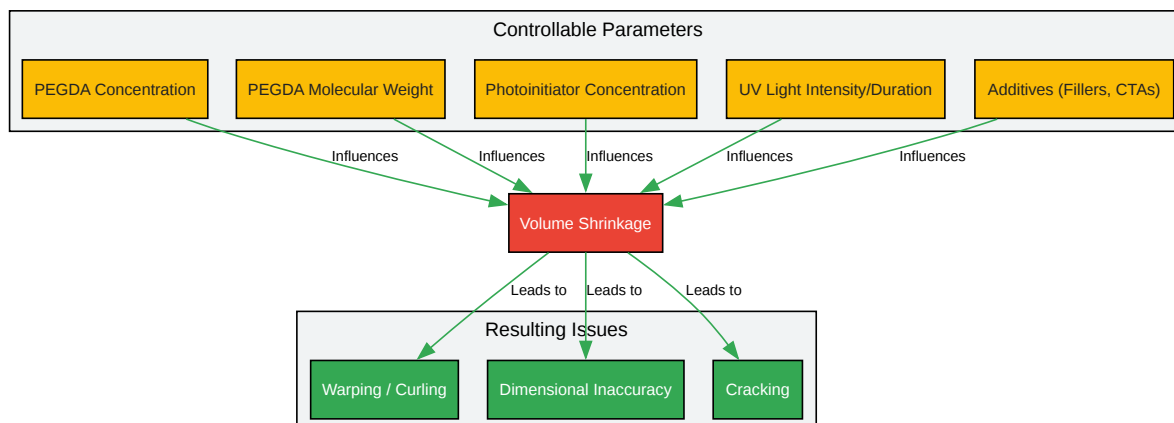 Controllable Parameters
PEGDA Concentration
PEGDA Molecular Weight
Photoinitiator Concentration
UV Light Intensity/Duration
Additives (Fillers, CTAs)
Influences
Influences
Influences
Influences
Influences
Volume Shrinkage
Leads to
Leads to
Leads to
Resulting Issues
Warping / Curling
Dimensional Inaccuracy
Cracking